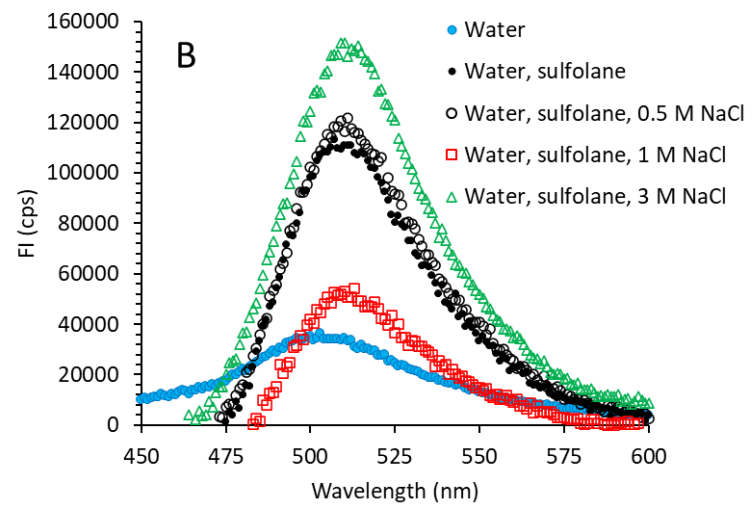 B
FI (cps)
160000
140000
120000
100000
80000
60000
40000
20000
0
Water
Water, sulfolane
Water, sulfolane, 0.5 M NaCl
Water, sulfolane, 1 M NaCl
Water, sulfolane, 3 M NaCl
450 475 500 525 550 575 600
Wavelength (nm)